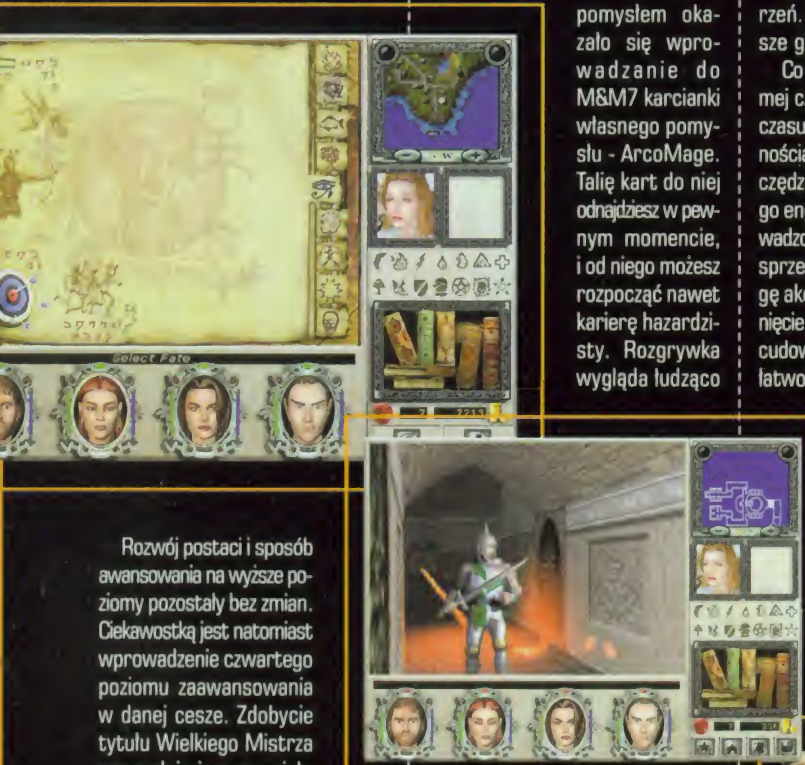 pomysłem oka-
zało się wpro-
wadzanie do
M&M7 karcianki
własnego pomy-
słu - ArcoMage.
Talię kart do niej
odnajdziesz w pew-
nym momencie,
i od niego możesz
rozpocząć nawet
karierę hazardzi-
sty. Rozgrywka
wygląda łudząco
rzeń.
sze g
Co
mej c
czasu
nością
czędz
go en
wadzo
sprze
gę ak
nięcie
cudow
łatwo
Select Fate
7 7213
Rozwój postaci i sposób
awansowania na wyższe po-
ziomy pozostały bez zmian.
Ciekawostką jest natomiast
wprowadzenie czwartego
poziomu zaawansowania
w danej cesze. Zdobycie
tytułu Wielkiego Mistrza